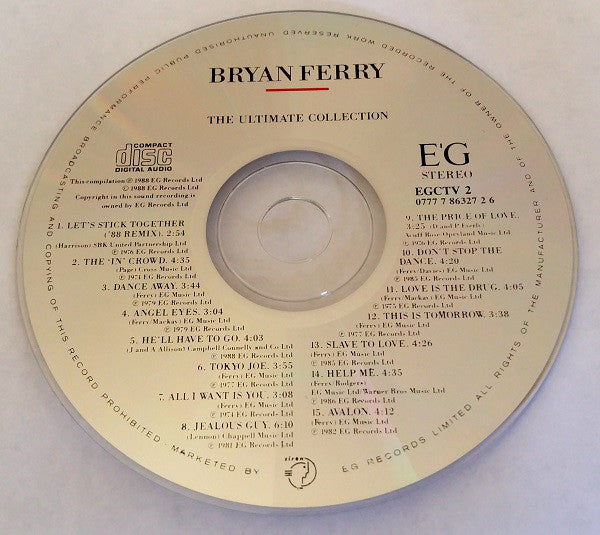 BRYAN FERRY
THE ULTIMATE COLLECTION
COMPACT
disc
DIGITAL AUDIO
E'G
STEREO
EGCTV 2
0777 7 86327 2 6
This compilation ℗ 1988 EG Records Ltd
© 1988 EG Records Ltd
Copyright in this sound recording is
owned by EG Records Ltd
1. LET'S STICK TOGETHER
('88 REMIX). 2:54
(Harrison) SBK United Partnership Ltd
℗ 1976 EG Records Ltd
2. THE 'IN' CROWD. 4:35
(Page) Cross Music Ltd
℗ 1974 EG Records Ltd
3. DANCE AWAY. 3:44
(Ferry) EG Music Ltd
℗ 1979 EG Records Ltd
4. ANGEL EYES. 3:04
(Ferry/Mackay) EG Music Ltd
℗ 1979 EG Records Ltd
5. HE'LL HAVE TO GO. 4:03
(J and A Allison) Campbell Connelly and Co Ltd
℗ 1988 EG Records Ltd
6. TOKYO JOE. 3:55
(Ferry) EG Music Ltd
℗ 1977 EG Records Ltd
7. ALL I WANT IS YOU. 3:08
(Ferry) EG Music Ltd
℗ 1974 EG Records Ltd
8. JEALOUS GUY. 6:10
(Lennon) Chappell Music Ltd
℗ 1981 EG Records Ltd
9. THE PRICE OF LOVE.
3:25 (D and P Everly)
Acuff Rose Opryland Music Ltd
℗ 1976 EG Records Ltd
10. DON'T STOP THE
DANCE. 4:20
(Ferry/Davies) EG Music Ltd
℗ 1985 EG Records Ltd
11. LOVE IS THE DRUG. 4:05
(Ferry/Mackay) EG Music Ltd
℗ 1975 EG Records Ltd
12. THIS IS TOMORROW. 3:38
(Ferry) EG Music Ltd
℗ 1977 EG Records Ltd
13. SLAVE TO LOVE. 4:26
(Ferry) EG Music Ltd
℗ 1985 EG Records Ltd
14. HELP ME. 4:35
(Ferry/Rodgers)
EG Music Ltd/Warner Bros Music Ltd
℗ 1986 EG Records Ltd
15. AVALON. 4:12
(Ferry) EG Music Ltd
℗ 1982 EG Records Ltd
EG RECORDS LIMITED ALL RIGHTS OF THE MANUFACTURER AND OF THE OWNER OF THE RECORDED WORK RESERVED UNAUTHORISED PUBLIC PERFORMANCE BROADCASTING AND COPYING OF THIS RECORD PROHIBITED. MARKETED BY